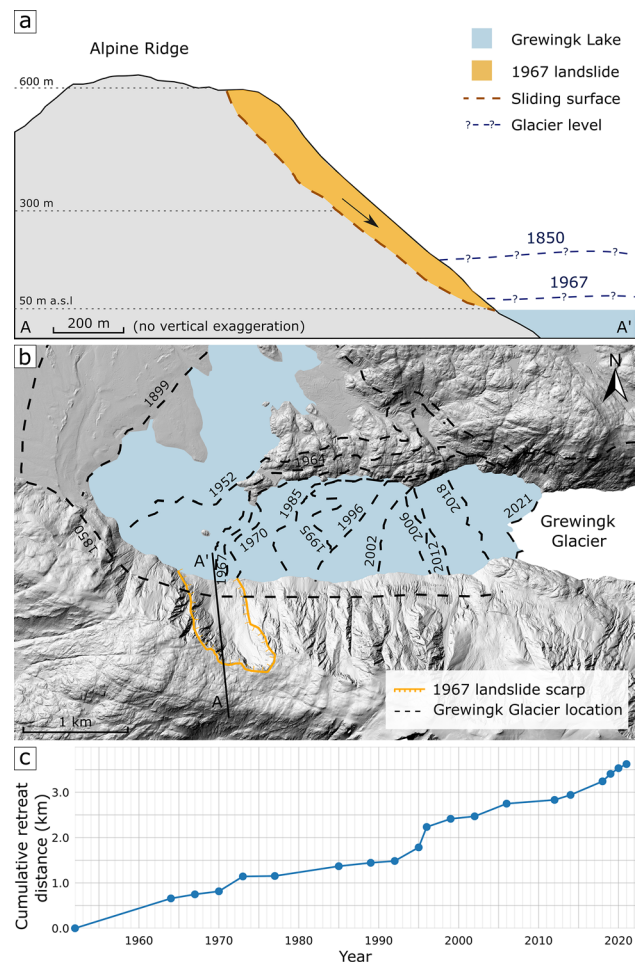 a
Alpine Ridge
Grewingk Lake
1967 landslide
Sliding surface
-?--?- Glacier level
600 m
300 m
50 m a.s.l
1850
? ? ? ?
1967
? ? ? ?
A
200 m
(no vertical exaggeration)
A'
b
N
1899
1964
1952
1985
2018
2021
1996
1970
1995
2006
Grewingk
Glacier
1850
A'
1967
2002
2012
1967 landslide scarp
Grewingk Glacier location
A
1 km
c
Cumulative retreat
distance (km)
3.0
2.0
1.0
0.0
1960
1970
1980
1990
2000
2010
2020
Year